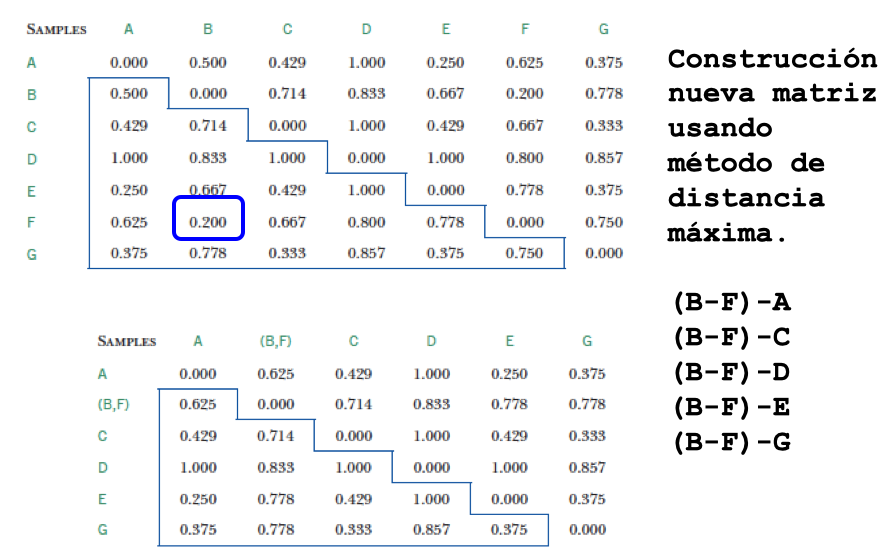 SAMPLES A B C D E F G
A 0.000 0.500 0.429 1.000 0.250 0.625 0.375
B 0.500 0.000 0.714 0.833 0.667 0.200 0.778
C 0.429 0.714 0.000 1.000 0.429 0.667 0.333
D 1.000 0.833 1.000 0.000 1.000 0.800 0.857
E 0.250 0.667 0.429 1.000 0.000 0.778 0.375
F 0.625 0.200 0.667 0.800 0.778 0.000 0.750
G 0.375 0.778 0.333 0.857 0.375 0.750 0.000
SAMPLES A (B,F) C D E G
A 0.000 0.625 0.429 1.000 0.250 0.375
(B,F) 0.625 0.000 0.714 0.833 0.778 0.778
C 0.429 0.714 0.000 1.000 0.429 0.333
D 1.000 0.833 1.000 0.000 1.000 0.857
E 0.250 0.778 0.429 1.000 0.000 0.375
G 0.375 0.778 0.333 0.857 0.375 0.000
Construcción
nueva matriz
usando
método de
distancia
máxima.
(B-F)-A
(B-F)-C
(B-F)-D
(B-F)-E
(B-F)-G